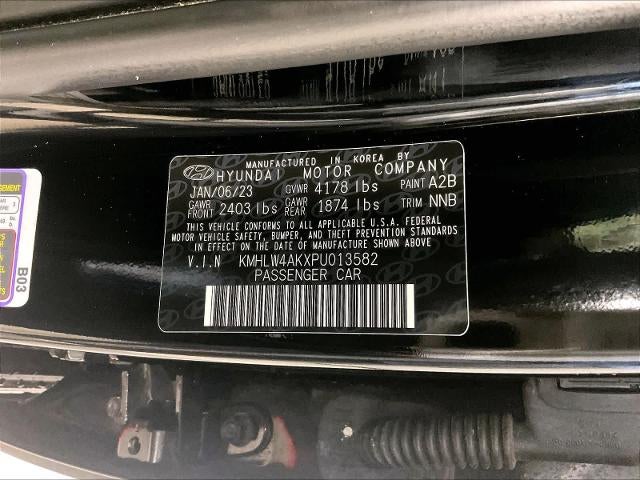 MANUFACTURED IN KOREA BY
HYUNDAI MOTOR COMPANY
JAN/06/23 GVWR 4178 lbs PAINT A2B
GAWR FRONT 2403 lbs GAWR REAR 1874 lbs TRIM NNB
THIS VEHICLE CONFORMS TO ALL APPLICABLE U.S.A. FEDERAL
MOTOR VEHICLE SAFETY, BUMPER, AND THEFT PREVENTION STANDARDS
IN EFFECT ON THE DATE OF MANUFACTURE SHOWN ABOVE.
V.I.N KMHLW4AKXPU013582
PASSENGER CAR
B03